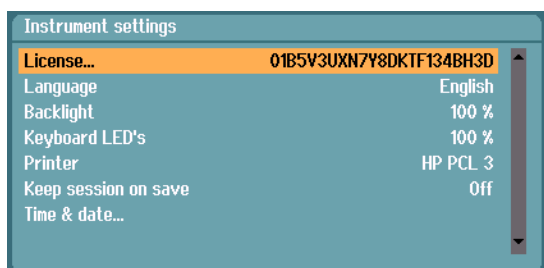 Instrument settings
License... 01B5V3UXN7Y8DKTF134BH3D
Language English
Backlight 100 %
Keyboard LED's 100 %
Printer HP PCL 3
Keep session on save Off
Time & date...